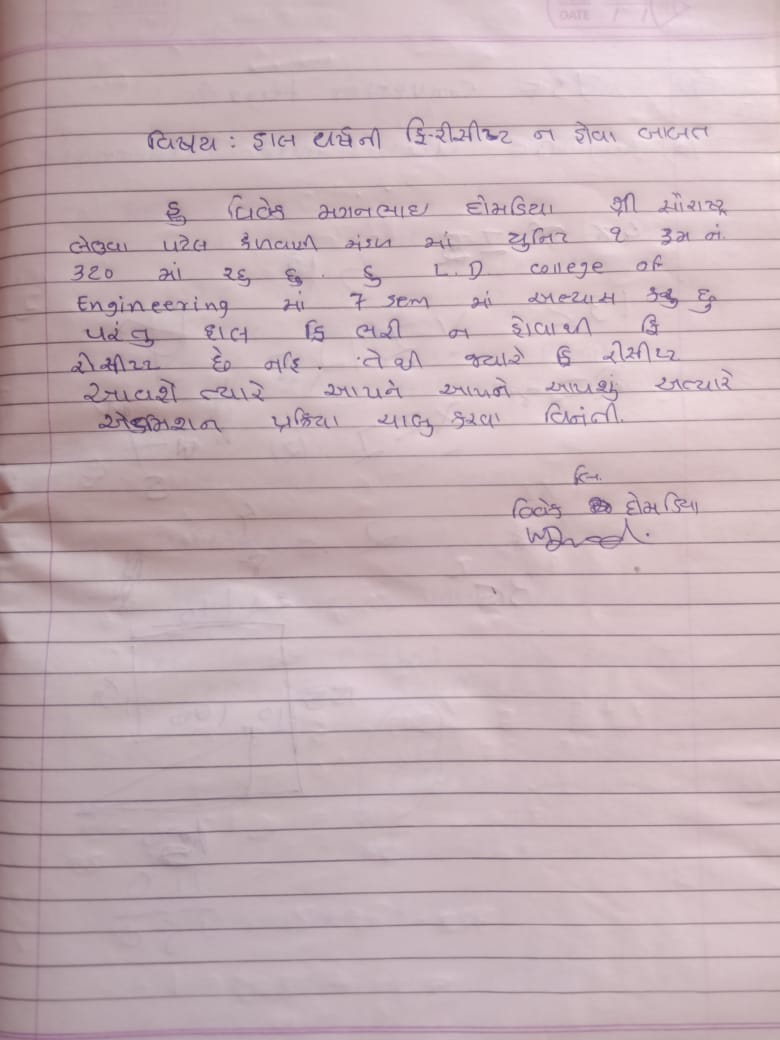 DATE
વિષય : હાલ વર્ષની ફિ-રીસીપ્ટ ન હોવા બાબત
હુ વિવેક મગનભાઇ દોમડિયા શ્રી સૌરાષ્ટ્ર
લેઉવા પટેલ કેળવણી મંડળ માં યુનિટ ૧ રૂમ નં.
320 માં રહુ છુ. હુ L.D college of
Engineering માં 7 sem માં અભ્યાસ કરુ છુ
પરંતુ હાલ ફિ ભરી ન હોવાથી ફિ
રીસીપ્ટ નહિ. તેથી જ્યારે ફિ રીસીપ્ટ
આવશે ત્યારે આપને આપને આપશું અત્યારે
એડમિશન પ્રક્રિયા ચાલુ કરવા વિનંતી.
લિ.
વિવેક દોમડિયા